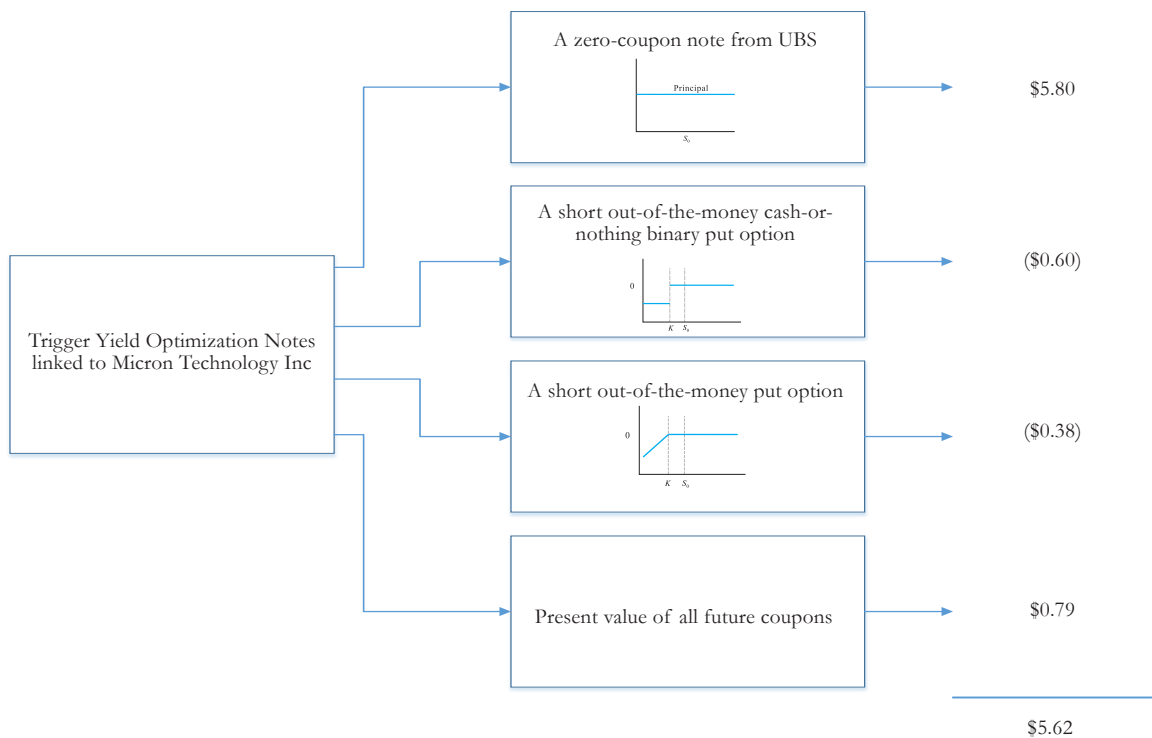 A zero-coupon note from UBS
Principal
S₀
$5.80
A short out-of-the-money cash-or-
nothing binary put option
0
K S₀
($0.60)
Trigger Yield Optimization Notes
linked to Micron Technology Inc
A short out-of-the-money put option
0
K S₀
($0.38)
Present value of all future coupons
$0.79
$5.62